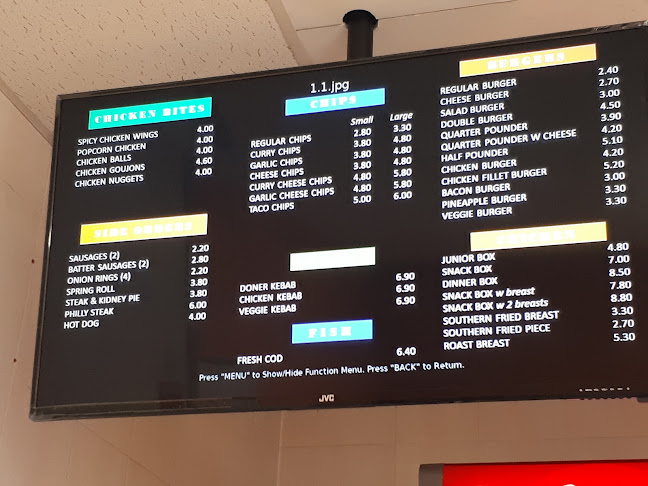 1.1.jpg
CHICKEN BITES
SPICY CHICKEN WINGS 4.00
POPCORN CHICKEN 4.00
CHICKEN BALLS 4.00
CHICKEN GOUJONS 4.60
CHICKEN NUGGETS 4.00
SIDE ORDERS
SAUSAGES (2) 2.20
BATTER SAUSAGES (2) 2.80
ONION RINGS (4) 2.20
SPRING ROLL 3.80
STEAK & KIDNEY PIE 3.80
PHILLY STEAK 6.00
HOT DOG 4.00
CHIPS
Small Large
REGULAR CHIPS 2.80 3.30
CURRY CHIPS 3.80 4.80
GARLIC CHIPS 3.80 4.80
CHEESE CHIPS 3.80 4.80
CURRY CHEESE CHIPS 4.80 5.80
GARLIC CHEESE CHIPS 4.80 5.80
TACO CHIPS 5.00 6.00
DONER KEBAB 6.90
CHICKEN KEBAB 6.90
VEGGIE KEBAB 6.90
FISH
FRESH COD 6.40
BURGERS
REGULAR BURGER 2.40
CHEESE BURGER 2.70
SALAD BURGER 3.00
DOUBLE BURGER 4.50
QUARTER POUNDER 3.90
QUARTER POUNDER W CHEESE 4.20
HALF POUNDER 5.10
CHICKEN BURGER 4.20
CHICKEN FILLET BURGER 5.20
BACON BURGER 3.00
PINEAPPLE BURGER 3.30
VEGGIE BURGER 3.30
CHICKEN
JUNIOR BOX 4.80
SNACK BOX 7.00
DINNER BOX 8.50
SNACK BOX w breast 7.80
SNACK BOX w 2 breasts 8.80
SOUTHERN FRIED BREAST 3.30
SOUTHERN FRIED PIECE 2.70
ROAST BREAST 5.30
Press "MENU" to Show/Hide Function Menu. Press "BACK" to Return.
JVC